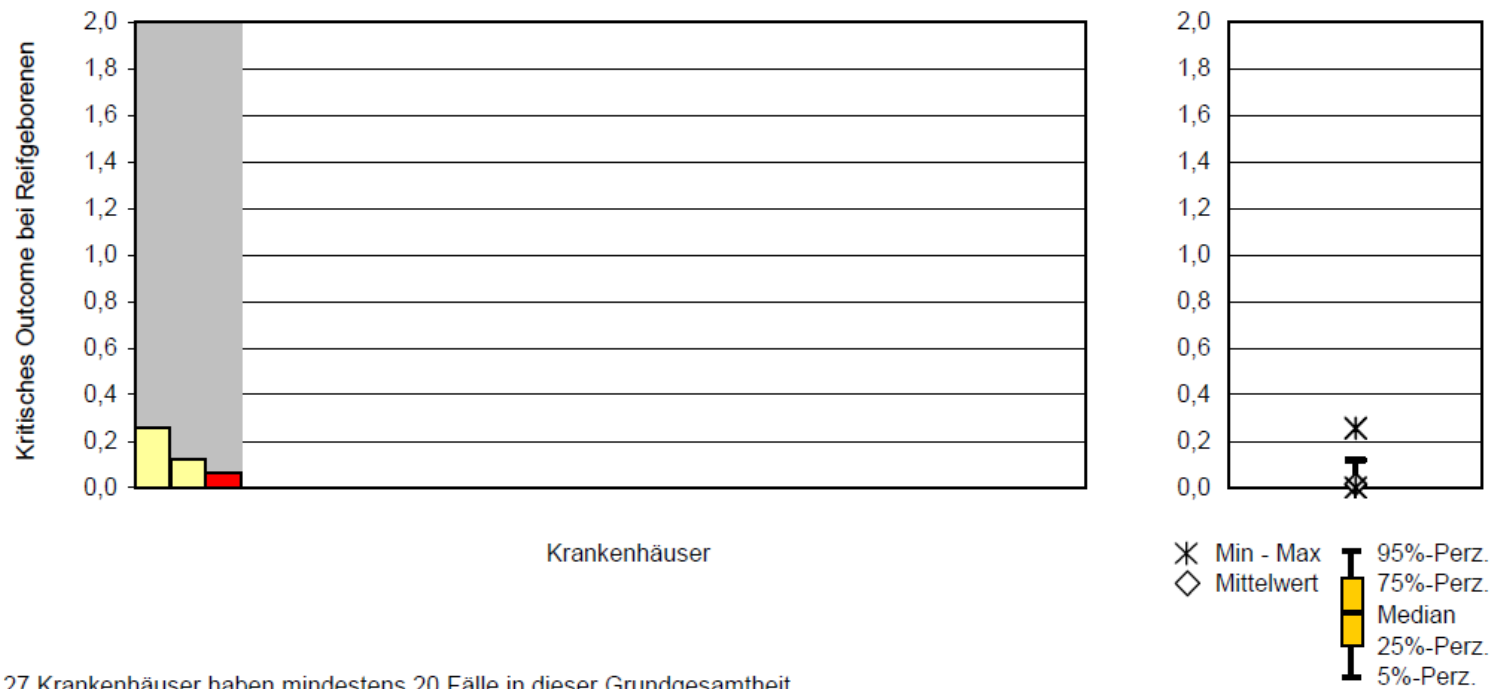 Kritisches Outcome bei Reifgeborenen
2,0
1,8
1,6
1,4
1,2
1,0
0,8
0,6
0,4
0,2
0,0
Krankenhäuser
2,0
1,8
1,6
1,4
1,2
1,0
0,8
0,6
0,4
0,2
0,0
Min - Max
Mittelwert
95%-Perz.
75%-Perz.
Median
25%-Perz.
5%-Perz.
27 Krankenhäuser haben mindestens 20 Fälle in dieser Grundgesamtheit